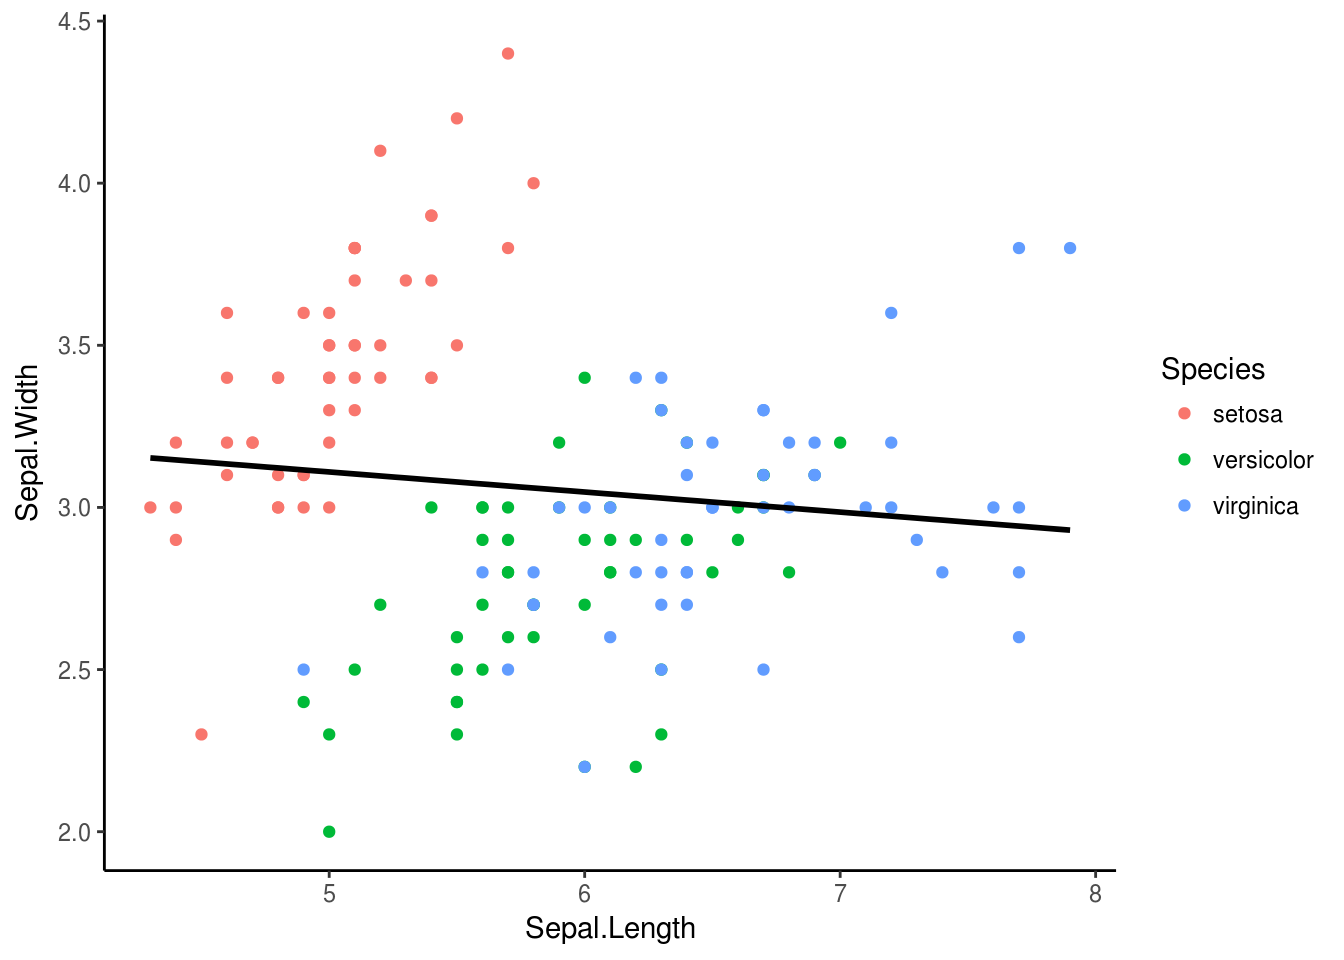 4.5
4.0
3.5
3.0
2.5
2.0
Sepal.Width
5 6 7 8
Sepal.Length
Species
setosa
versicolor
virginica